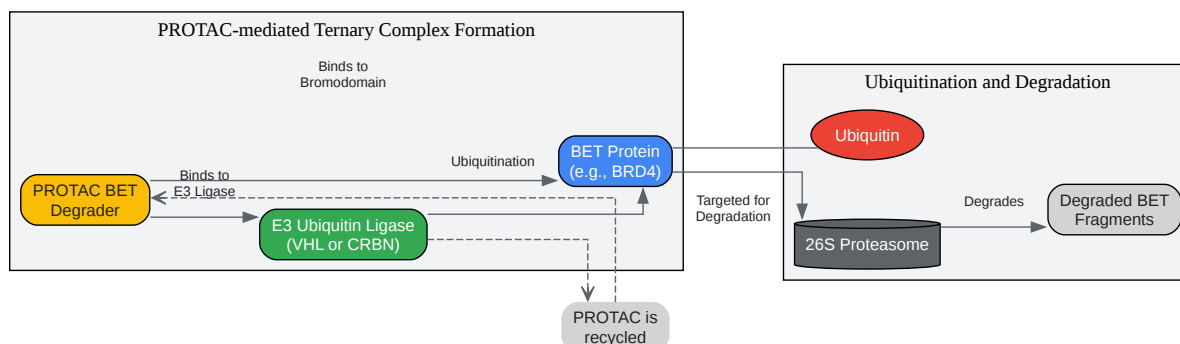 PROTAC-mediated Ternary Complex Formation
Binds to
Bromodomain
Ubiquitination and Degradation
Ubiquitin
BET Protein
(e.g., BRD4)
Ubiquitination
Binds to
E3 Ligase
PROTAC BET
Degrader
E3 Ubiquitin Ligase
(VHL or CRBN)
Targeted for
Degradation
26S Proteasome
Degrades
Degraded BET
Fragments
PROTAC is
recycled